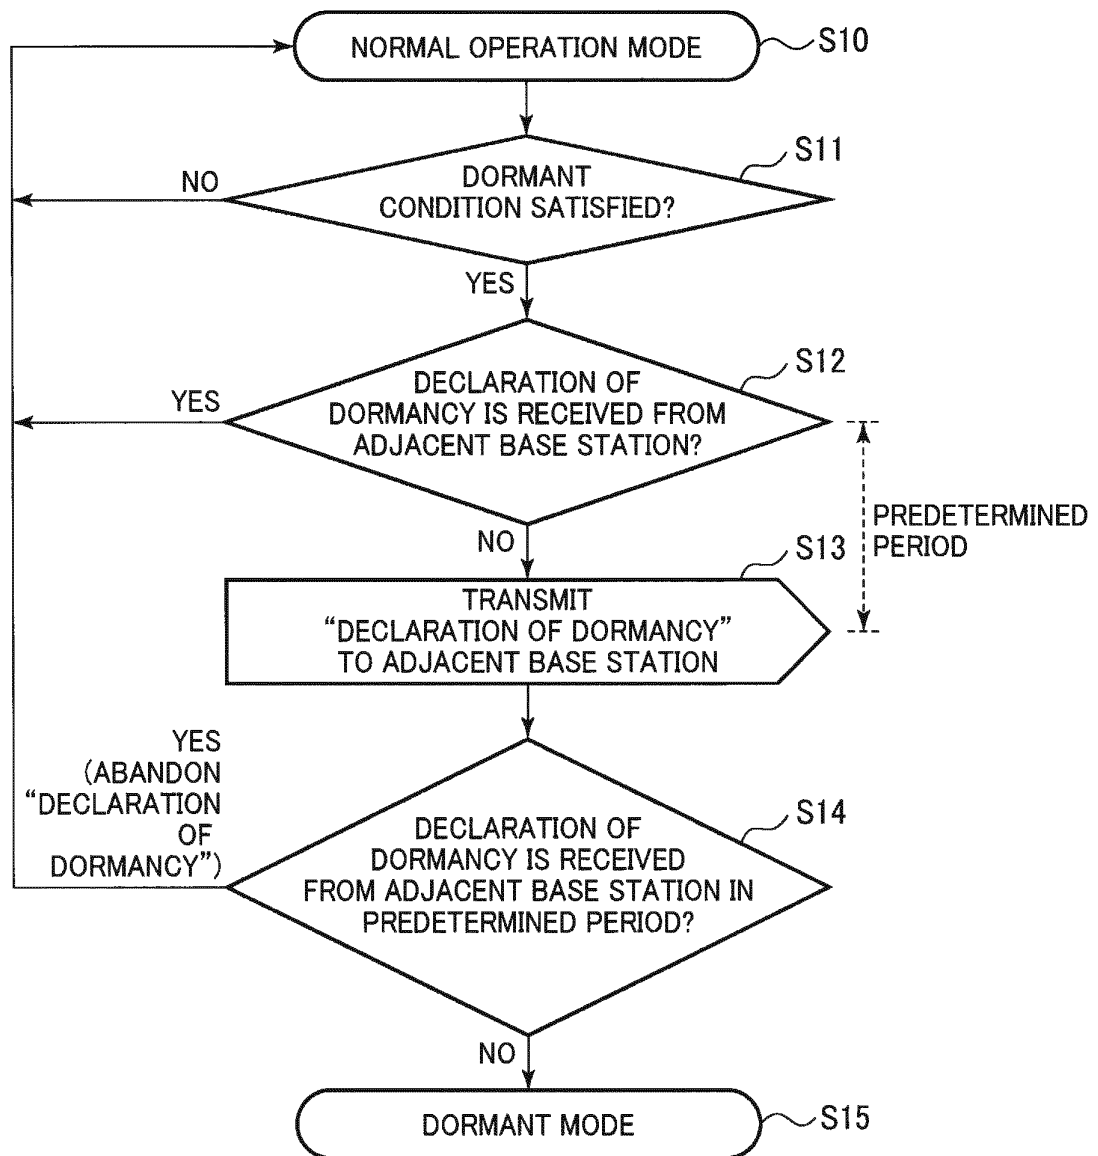 NORMAL OPERATION MODE
S10
S11
DORMANT
CONDITION SATISFIED?
NO
YES
S12
DECLARATION OF
DORMANCY IS RECEIVED FROM
ADJACENT BASE STATION?
YES
NO
PREDETERMINED
PERIOD
S13
TRANSMIT
“DECLARATION OF DORMANCY”
TO ADJACENT BASE STATION
YES
(ABANDON
“DECLARATION
OF
DORMANCY”)
S14
DECLARATION OF
DORMANCY IS RECEIVED
FROM ADJACENT BASE STATION IN
PREDETERMINED PERIOD?
NO
DORMANT MODE
S15